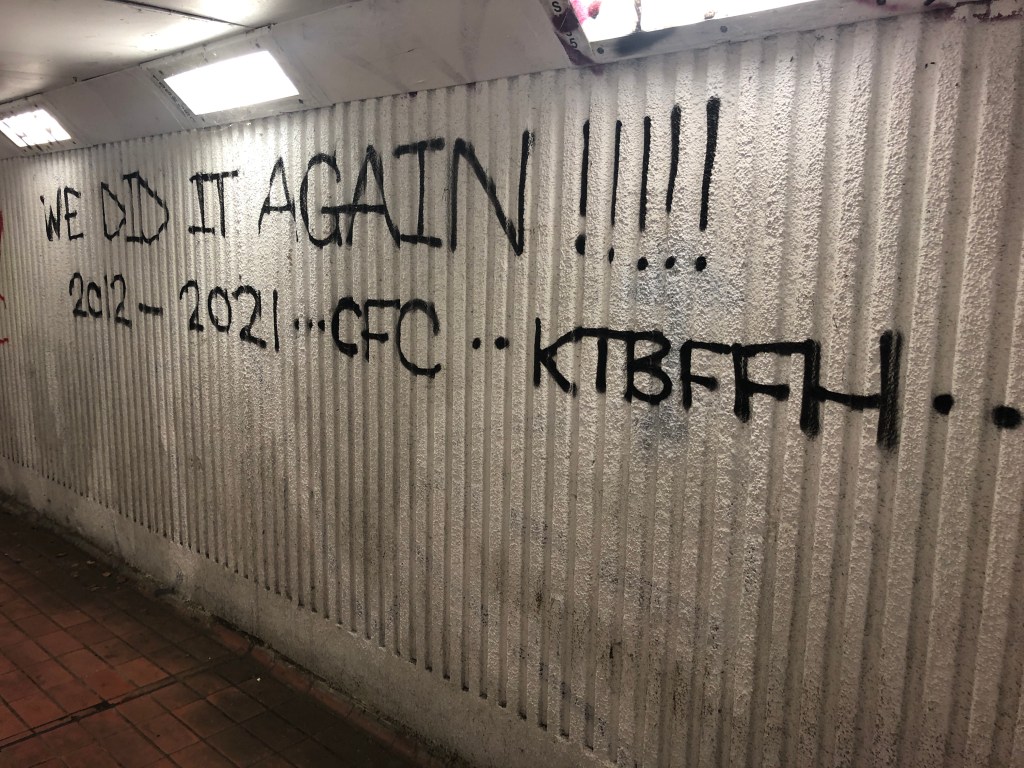 WE DID IT AGAIN !!!!!
2012 - 2021 ... CFC .. KTBFFH ..